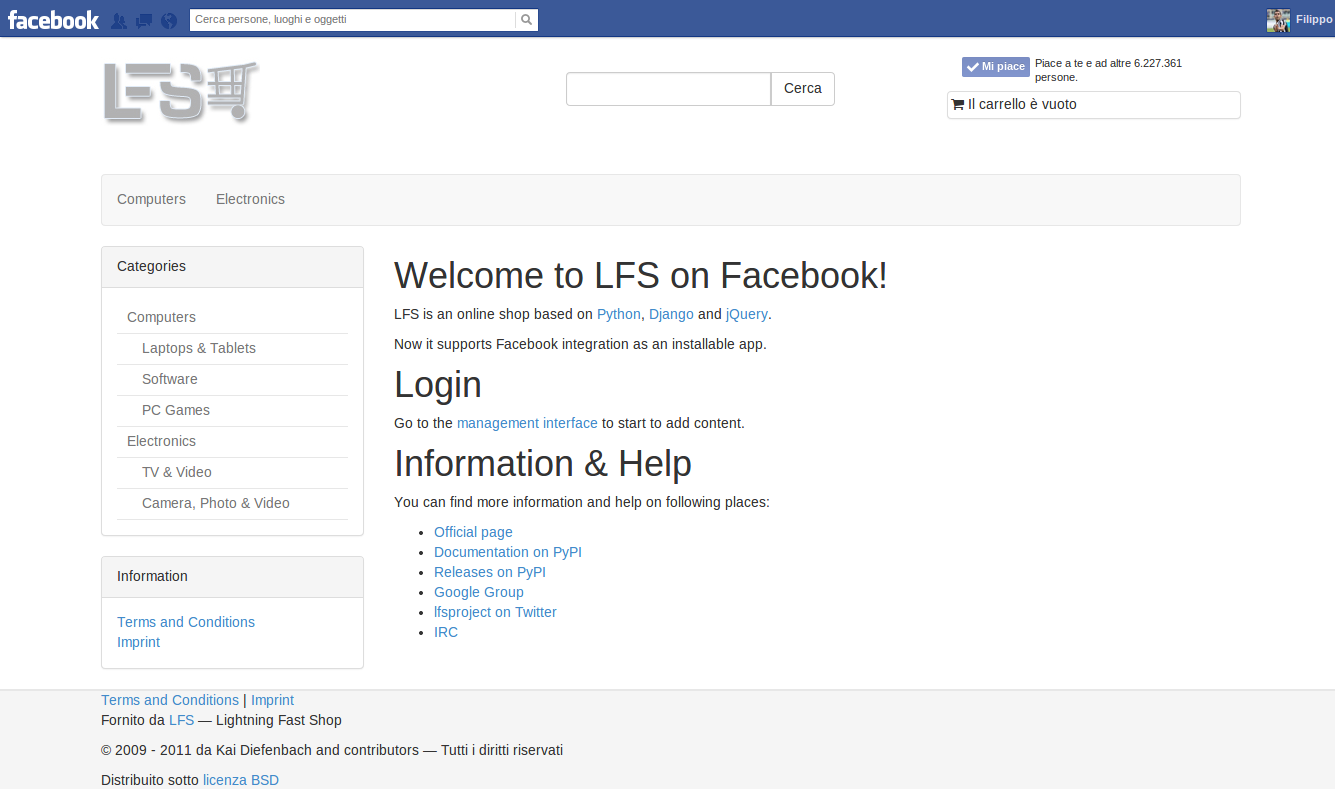 facebook
Cerca persone, luoghi e oggetti
Filippo
LFS
Cerca
Mi piace
Piace a te e ad altre 6.227.361
persone.
Il carrello è vuoto
Computers Electronics
Categories
Computers
Laptops & Tablets
Software
PC Games
Electronics
TV & Video
Camera, Photo & Video
Information
Terms and Conditions
Imprint
Welcome to LFS on Facebook!
LFS is an online shop based on Python, Django and jQuery.
Now it supports Facebook integration as an installable app.
Login
Go to the management interface to start to add content.
Information & Help
You can find more information and help on following places:
Official page
Documentation on PyPI
Releases on PyPI
Google Group
lfsproject on Twitter
IRC
Terms and Conditions | Imprint
Fornito da LFS — Lightning Fast Shop
© 2009 - 2011 da Kai Diefenbach and contributors — Tutti i diritti riservati
Distribuito sotto licenza BSD